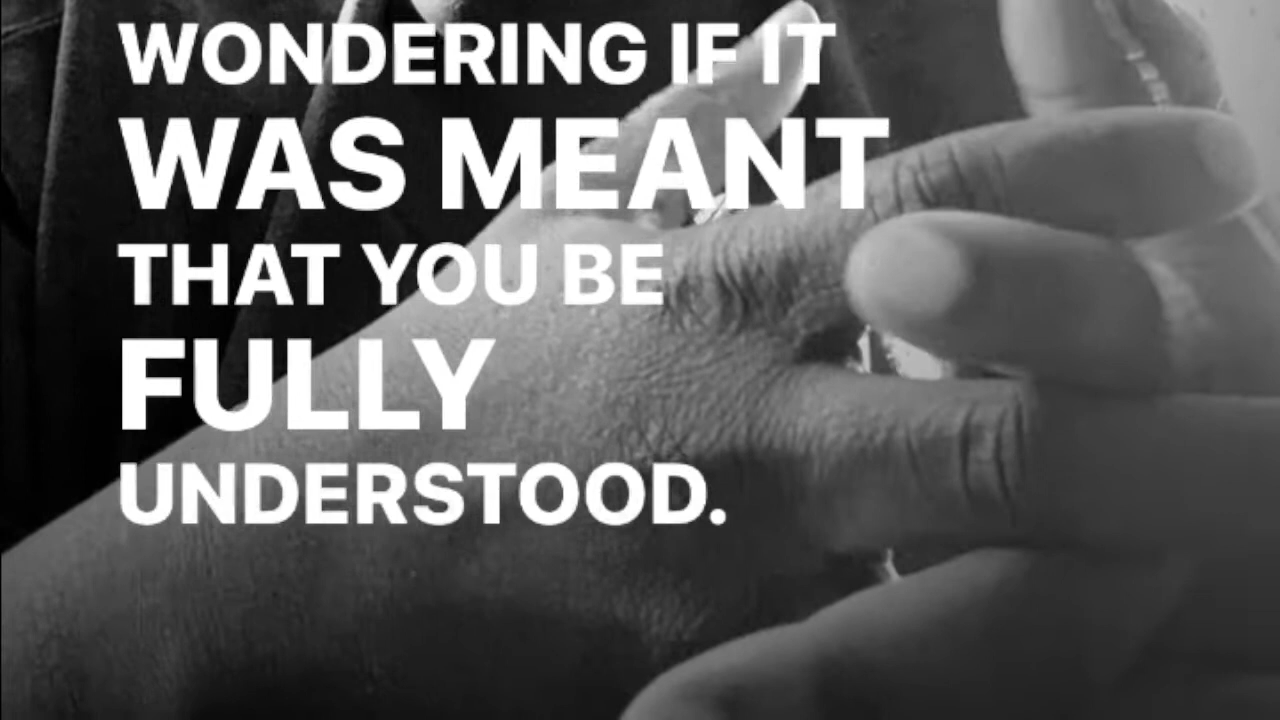 WONDERING IF IT
WAS MEANT
THAT YOU BE
FULLY
UNDERSTOOD.